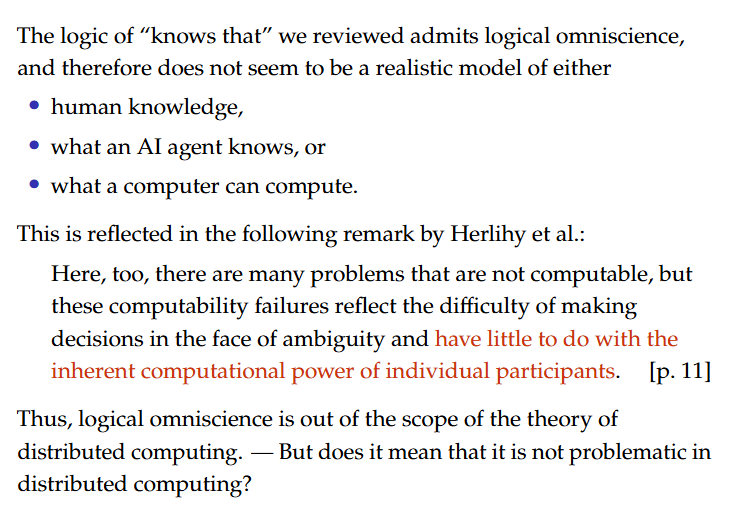 The logic of “knows that” we reviewed admits logical omniscience,
and therefore does not seem to be a realistic model of either
• human knowledge,
• what an AI agent knows, or
• what a computer can compute.
This is reflected in the following remark by Herlihy et al.:
Here, too, there are many problems that are not computable, but
these computability failures reflect the difficulty of making
decisions in the face of ambiguity and have little to do with the
inherent computational power of individual participants. [p. 11]
Thus, logical omniscience is out of the scope of the theory of
distributed computing. — But does it mean that it is not problematic in
distributed computing?